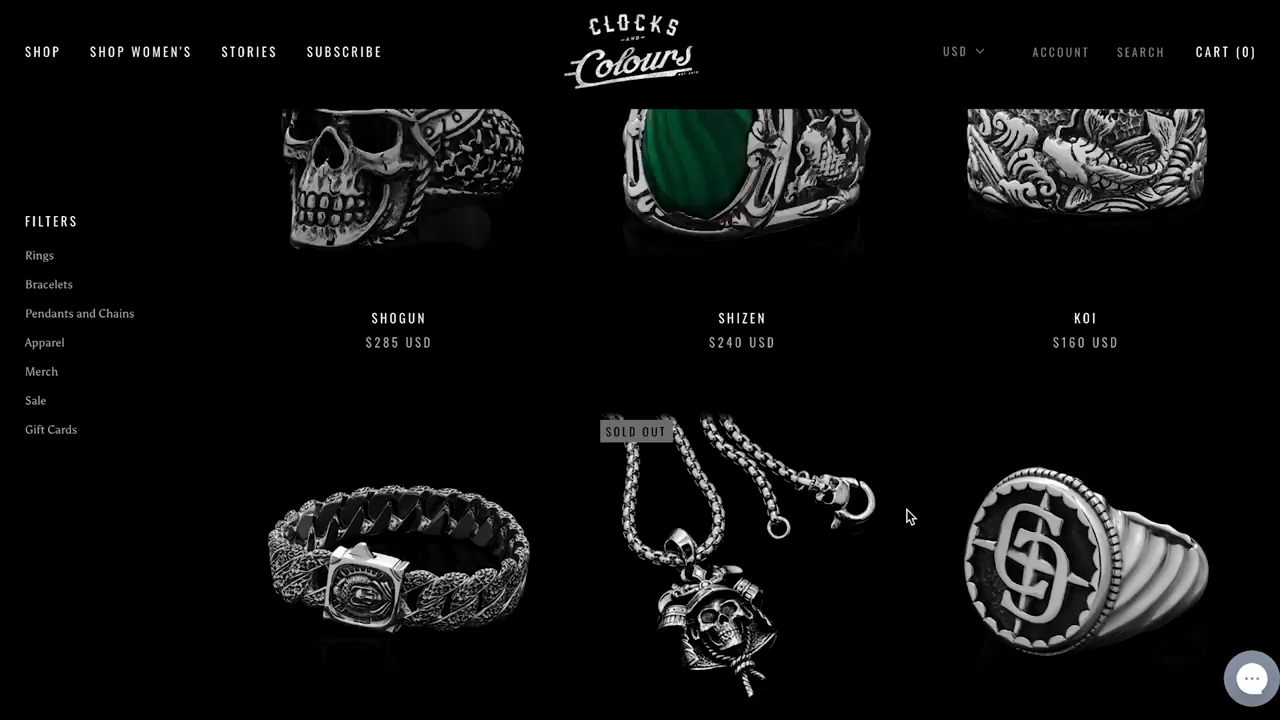 SHOP
SHOP WOMEN'S
STORIES
SUBSCRIBE
CLOCKS
AND
Colours
USD
ACCOUNT
SEARCH
CART (0)
FILTERS
Rings
Bracelets
Pendants and Chains
Apparel
Merch
Sale
Gift Cards
SHOGUN
$285 USD
SHIZEN
$240 USD
KOI
$160 USD
SOLD OUT